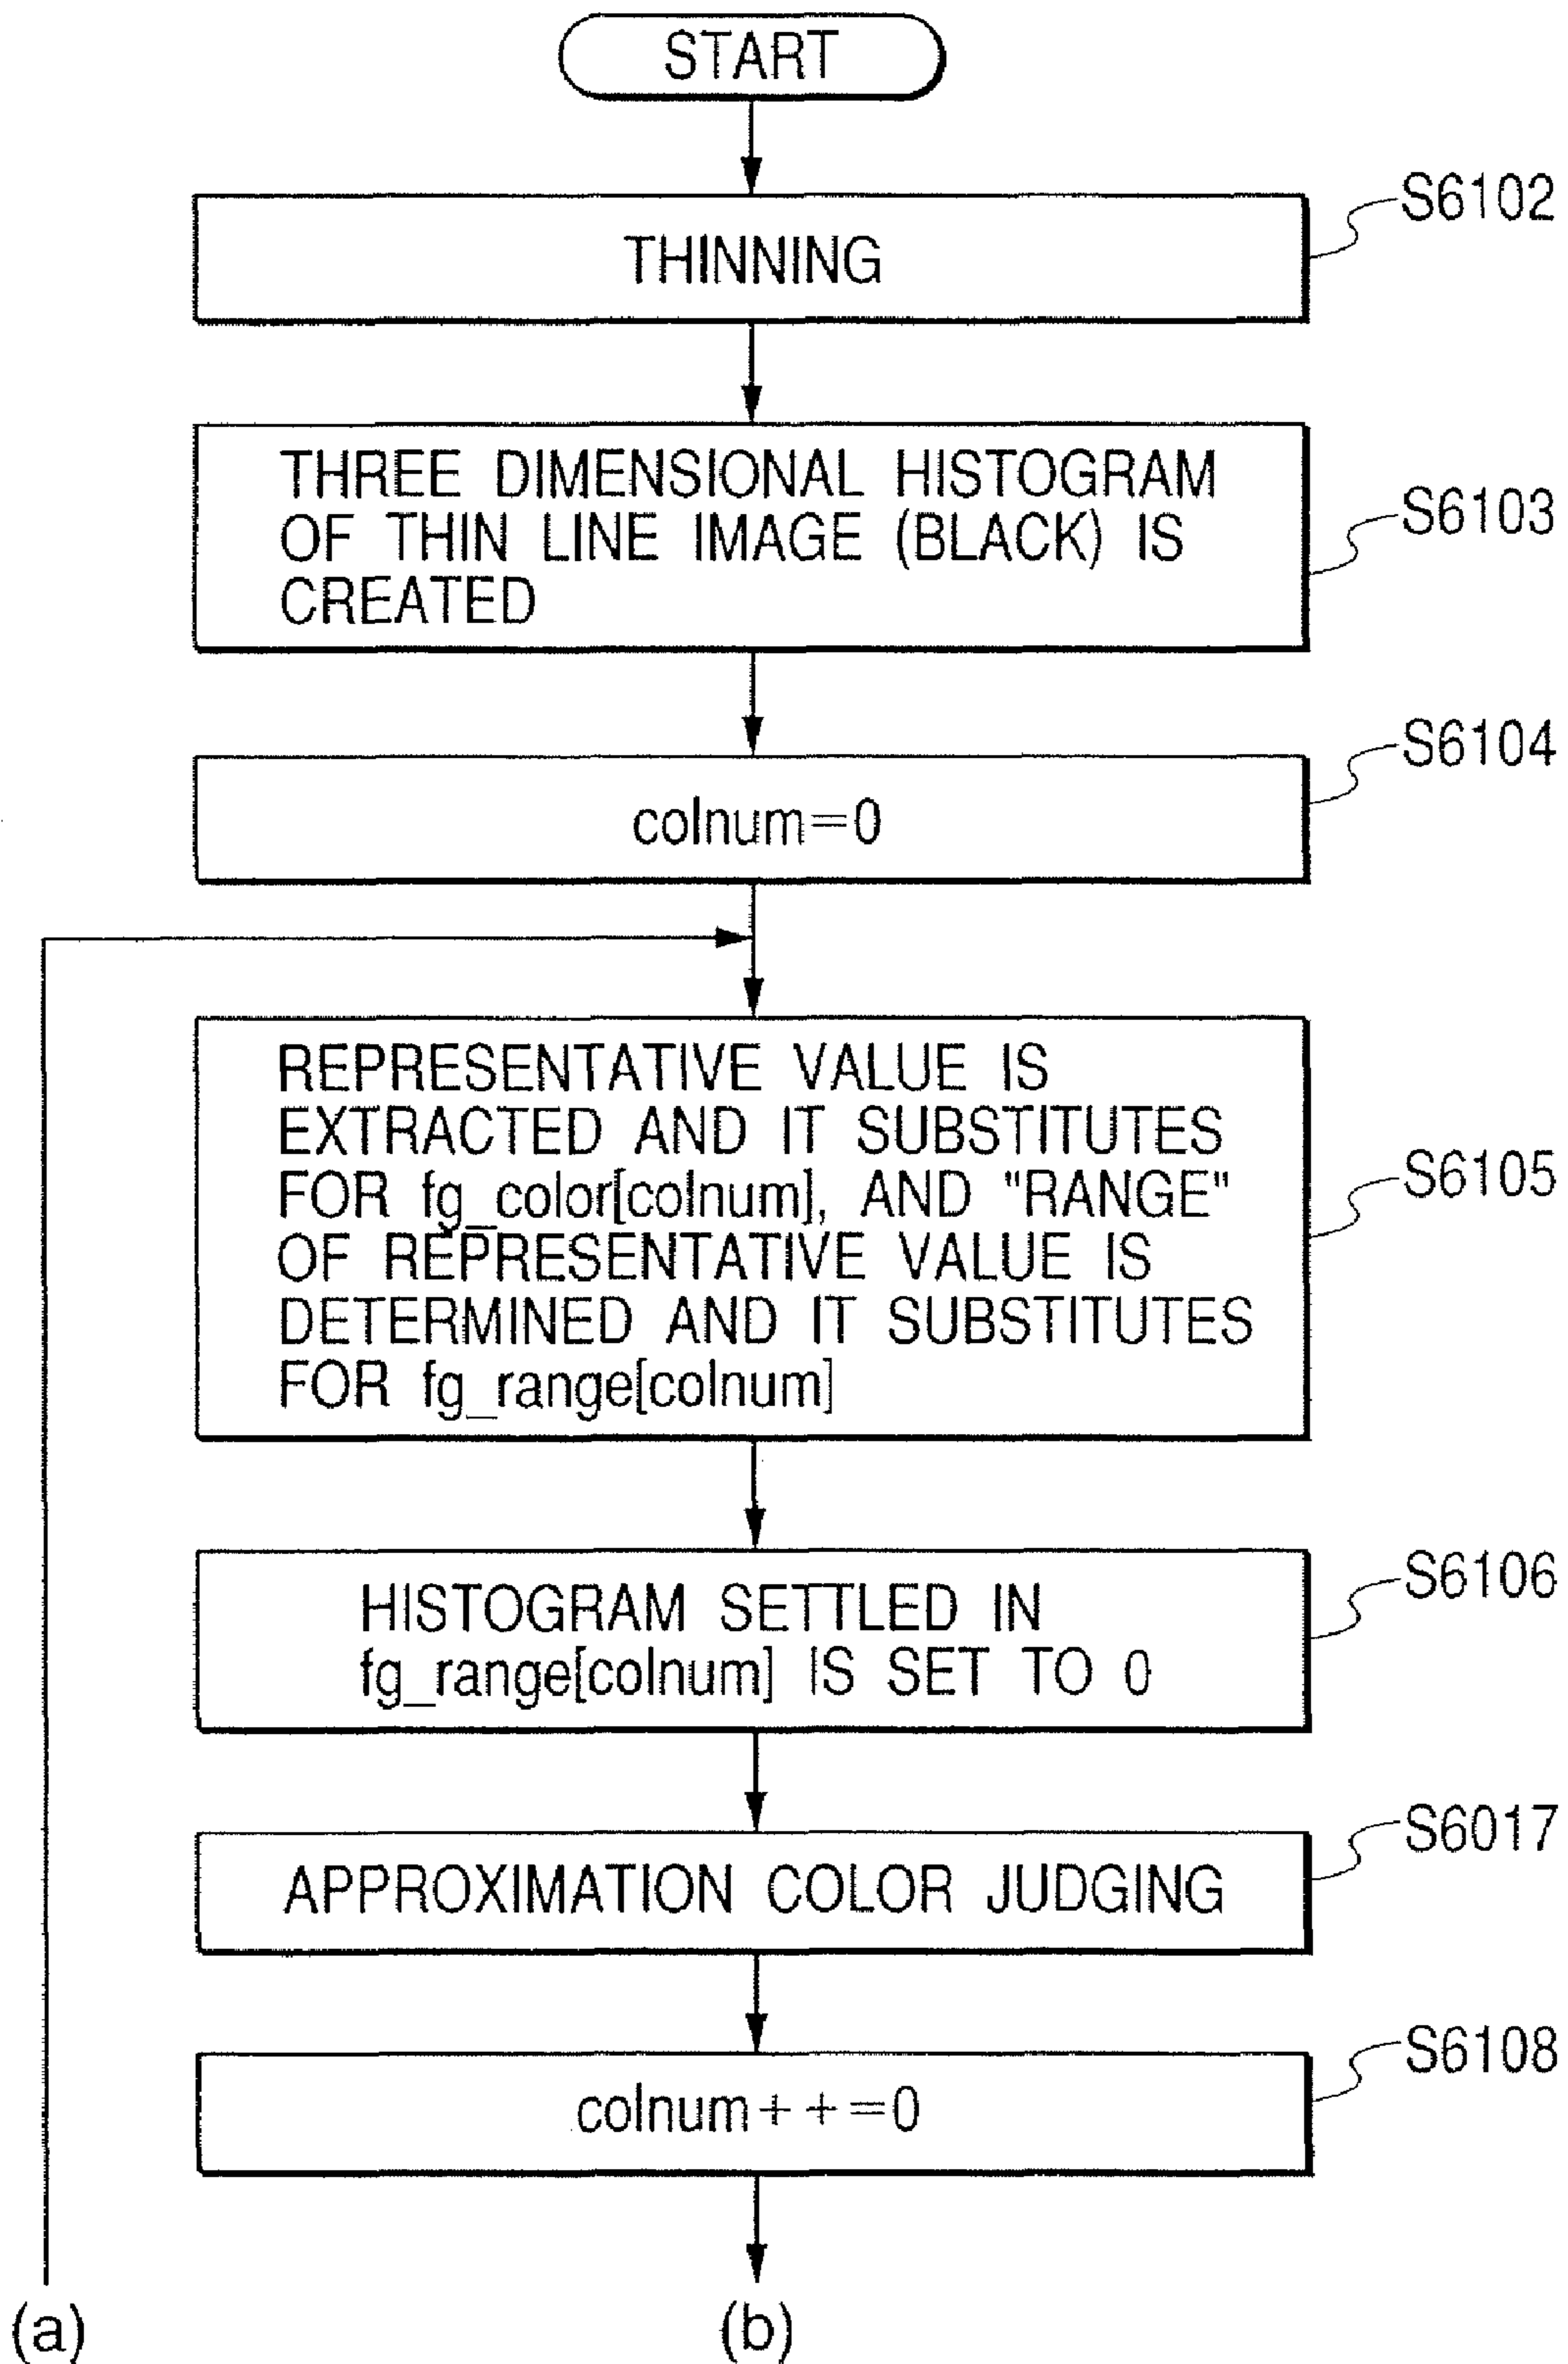 START
S6102
THINNING
S6103
THREE DIMENSIONAL HISTOGRAM
OF THIN LINE IMAGE (BLACK) IS
CREATED
S6104
colnum=0
REPRESENTATIVE VALUE IS
EXTRACTED AND IT SUBSTITUTES
FOR fg_color[colnum], AND "RANGE"
OF REPRESENTATIVE VALUE IS
DETERMINED AND IT SUBSTITUTES
FOR fg_range[colnum]
S6105
HISTOGRAM SETTLED IN
fg_range[colnum] IS SET TO 0
S6106
APPROXIMATION COLOR JUDGING
S6017
colnum++=0
S6108
(a)
(b)